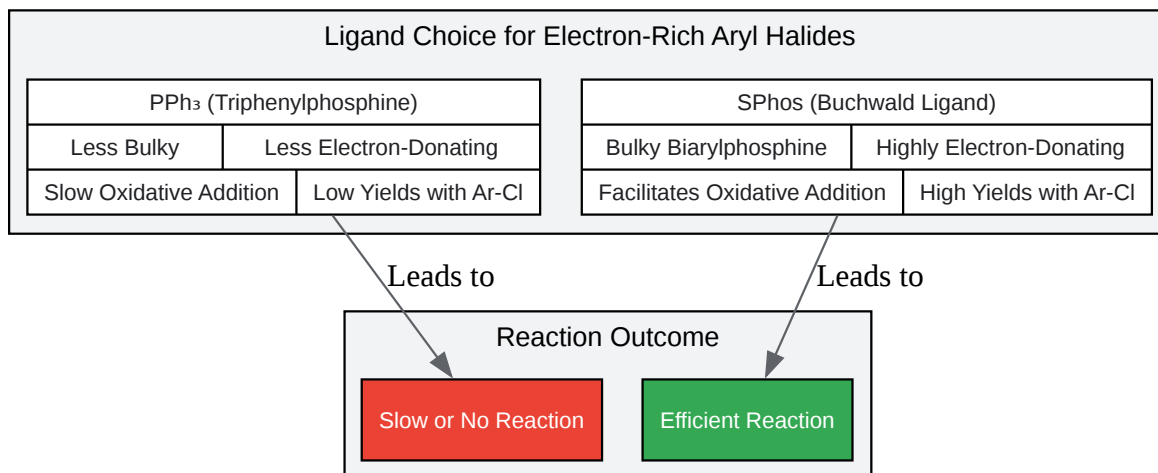 Ligand Choice for Electron-Rich Aryl Halides
PPh₃ (Triphenylphosphine)
Less Bulky
Less Electron-Donating
Slow Oxidative Addition
Low Yields with Ar-Cl
SPhos (Buchwald Ligand)
Bulky Biarylphosphine
Highly Electron-Donating
Facilitates Oxidative Addition
High Yields with Ar-Cl
Leads to
Leads to
Reaction Outcome
Slow or No Reaction
Efficient Reaction